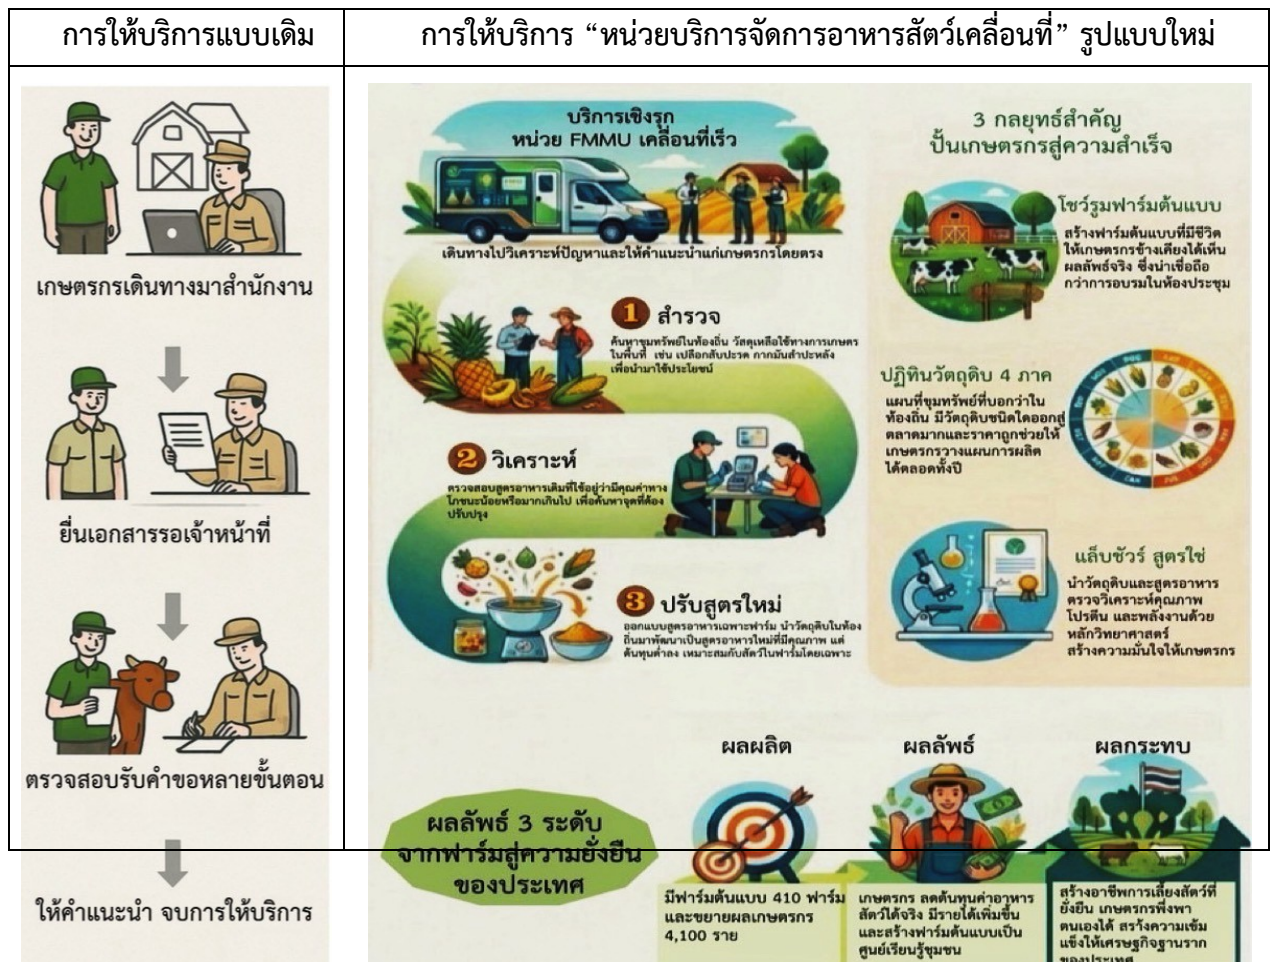 การให้บริการแบบเดิม
การให้บริการ “หน่วยบริการจัดการอาหารสัตว์เคลื่อนที่” รูปแบบใหม่
เกษตรกรเดินทางมาสำนักงาน
ยื่นเอกสารรอเจ้าหน้าที่
ตรวจสอบรับคำขอหลายขั้นตอน
ให้คำแนะนำ จบการให้บริการ
บริการเชิงรุก
หน่วย FMMU เคลื่อนที่เร็ว
เดินทางไปวิเคราะห์ปัญหาและให้คำแนะนำแก่เกษตรกรโดยตรง
1 สำรวจ
ค้นหาขุมทรัพย์ในท้องถิ่น วัสดุเหลือใช้ทางการเกษตร
ในพื้นที่ เช่น เปลือกสับปะรด กากมันสำปะหลัง
เพื่อนำมาใช้ประโยชน์
2 วิเคราะห์
ตรวจสอบสูตรอาหารเดิมที่ใช้อยู่ว่ามีคุณค่าทาง
โภชนะน้อยหรือมากเกินไป เพื่อค้นหาจุดที่ต้อง
ปรับปรุง
3 ปรับสูตรใหม่
ออกแบบสูตรอาหารเฉพาะฟาร์ม นำวัตถุดิบในท้อง
ถิ่นมาพัฒนาเป็นสูตรอาหารใหม่ที่มีคุณภาพ แต่
ต้นทุนต่ำลง เหมาะสมกับสัตว์ในฟาร์มโดยเฉพาะ
3 กลยุทธ์สำคัญ
ปั้นเกษตรกรสู่ความสำเร็จ
โชว์รูมฟาร์มต้นแบบ
สร้างฟาร์มต้นแบบที่มีชีวิต
ให้เกษตรกรข้างเคียงได้เห็น
ผลลัพธ์จริง ซึ่งน่าเชื่อถือ
กว่าการอบรมในห้องประชุม
ปฏิทินวัตถุดิบ 4 ภาค
แผนที่ขุมทรัพย์ที่บอกว่าใน
ท้องถิ่น มีวัตถุดิบชนิดใดออกสู่
ตลาดมากและราคาถูกช่วยให้
เกษตรกรวางแผนการผลิต
ได้ตลอดทั้งปี
แล็บชัวร์ สูตรใช่
นำวัตถุดิบและสูตรอาหาร
ตรวจวิเคราะห์คุณภาพ
โปรตีน และพลังงานด้วย
หลักวิทยาศาสตร์
สร้างความมั่นใจให้เกษตรกร
ผลลัพธ์ 3 ระดับ
จากฟาร์มสู่ความยั่งยืน
ของประเทศ
ผลผลิต
มีฟาร์มต้นแบบ 410 ฟาร์ม
และขยายผลเกษตรกร
4,100 ราย
ผลลัพธ์
เกษตรกร ลดต้นทุนค่าอาหาร
สัตว์ได้จริง มีรายได้เพิ่มขึ้น
และสร้างฟาร์มต้นแบบเป็น
ศูนย์เรียนรู้ชุมชน
ผลกระทบ
สร้างอาชีพการเลี้ยงสัตว์ที่
ยั่งยืน เกษตรกรพึ่งพา
ตนเองได้ สร้างความเข้ม
แข็งให้เศรษฐกิจฐานราก
ของประเทศ